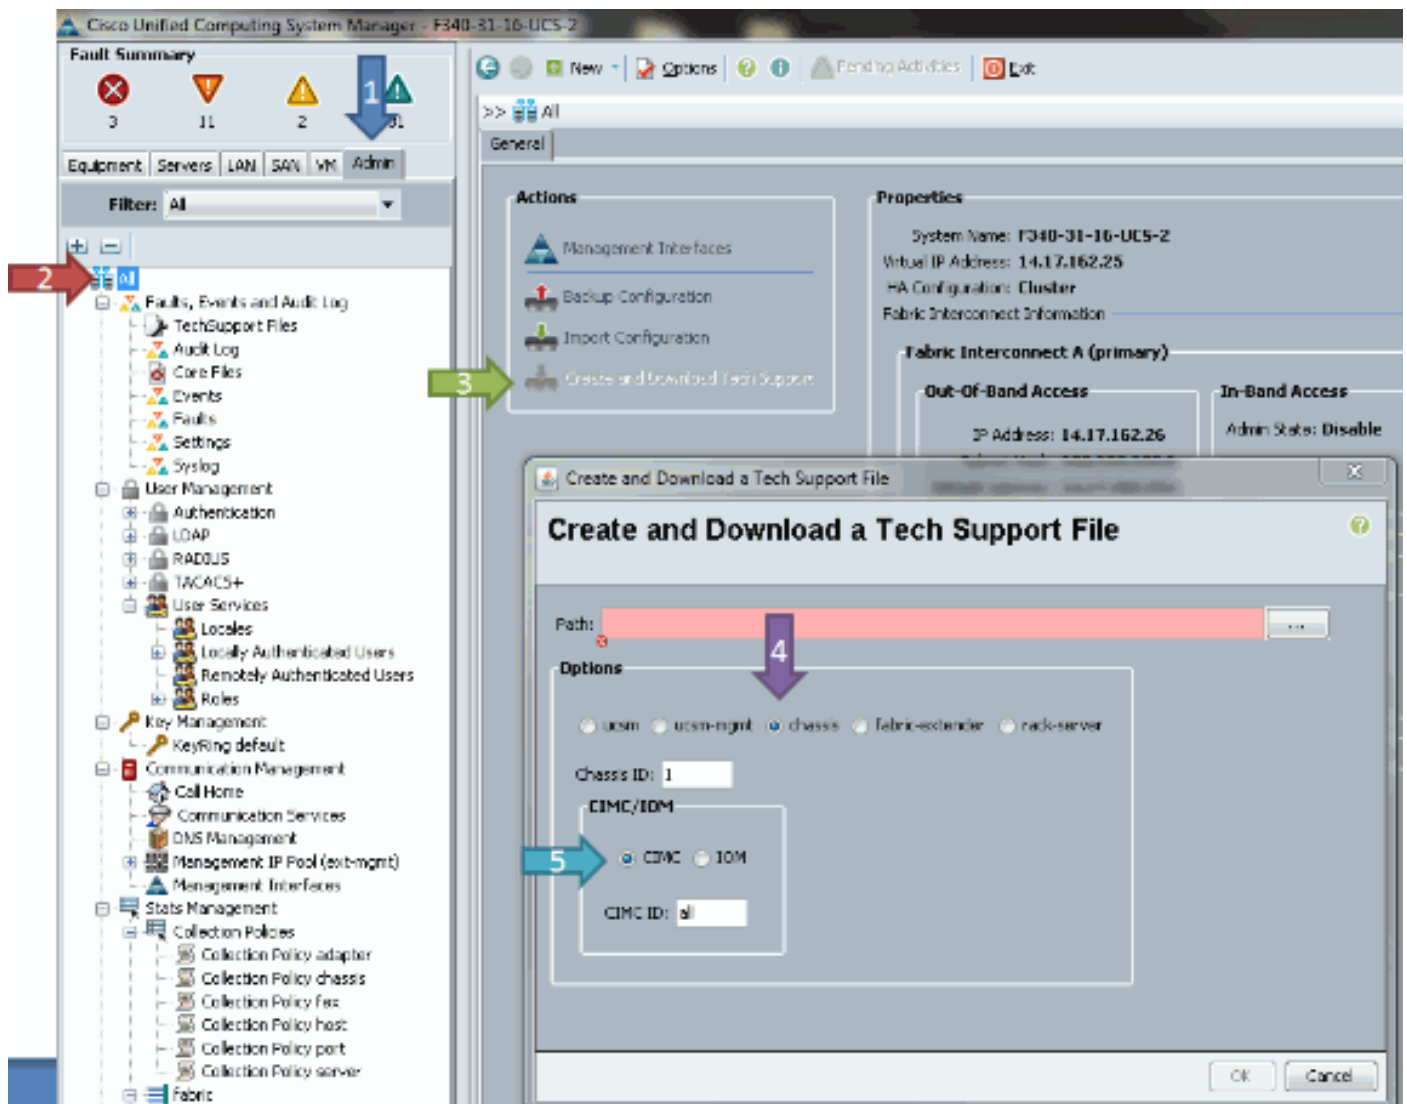 Cisco Unified Computing System Manager - F340-31-16-UCS-2
Fault Summary
3 11 2
1
Equipment Servers LAN SAN VM Admin
Filter: All
2
All
Faults, Events and Audit Log
TechSupport Files
Audit Log
Core Files
Events
Faults
Settings
Syslog
User Management
Authentication
LDAP
RADIUS
TACACS+
User Services
Locales
Locally Authenticated Users
Remotely Authenticated Users
Roles
Key Management
KeyRing default
Communication Management
Call Home
Communication Services
DNS Management
Management IP Pool (ext-mgmt)
Management Interfaces
Stats Management
Collection Policies
Collection Policy adapter
Collection Policy chassis
Collection Policy fex
Collection Policy host
Collection Policy port
Collection Policy server
Fabric
New Options Pending Activities Exit
>> All
General
Actions
Management Interfaces
Backup Configuration
Import Configuration
3
Create and Download Tech Support
Properties
System Name: F340-31-16-UCS-2
Virtual IP Address: 14.17.162.25
HA Configuration: Cluster
Fabric Interconnect Information
Fabric Interconnect A (primary)
Out-Of-Band Access
IP Address: 14.17.162.26
In-Band Access
Admin State: Disable
Create and Download a Tech Support File
Create and Download a Tech Support File
Path:
...
4
Options
ucsm ucsm-mgmt chassis fabric-extender rack-server
Chassis ID: 1
CIMC/IOM
5
CIMC IOM
CIMC ID: all
OK Cancel